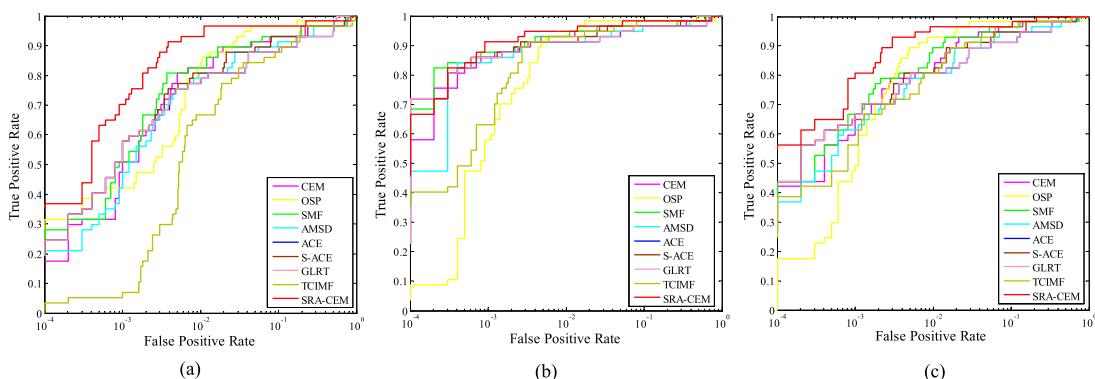 1
0.9
0.8
0.7
0.6
0.5
0.4
0.3
0.2
0.1
0
True Positive Rate
10-4
10-3
10-2
10-1
100
False Positive Rate
CEM
OSP
SMF
AMSD
ACE
S-ACE
GLRT
TCIMF
SRA-CEM
(a)
1
0.9
0.8
0.7
0.6
0.5
0.4
0.3
0.2
0.1
0
True Positive Rate
10-4
10-3
10-2
10-1
100
False Positive Rate
CEM
OSP
SMF
AMSD
ACE
S-ACE
GLRT
TCIMF
SRA-CEM
(b)
1
0.9
0.8
0.7
0.6
0.5
0.4
0.3
0.2
0.1
0
True Positive Rate
10-4
10-3
10-2
10-1
100
False Positive Rate
CEM
OSP
SMF
AMSD
ACE
S-ACE
GLRT
TCIMF
SRA-CEM
(c)